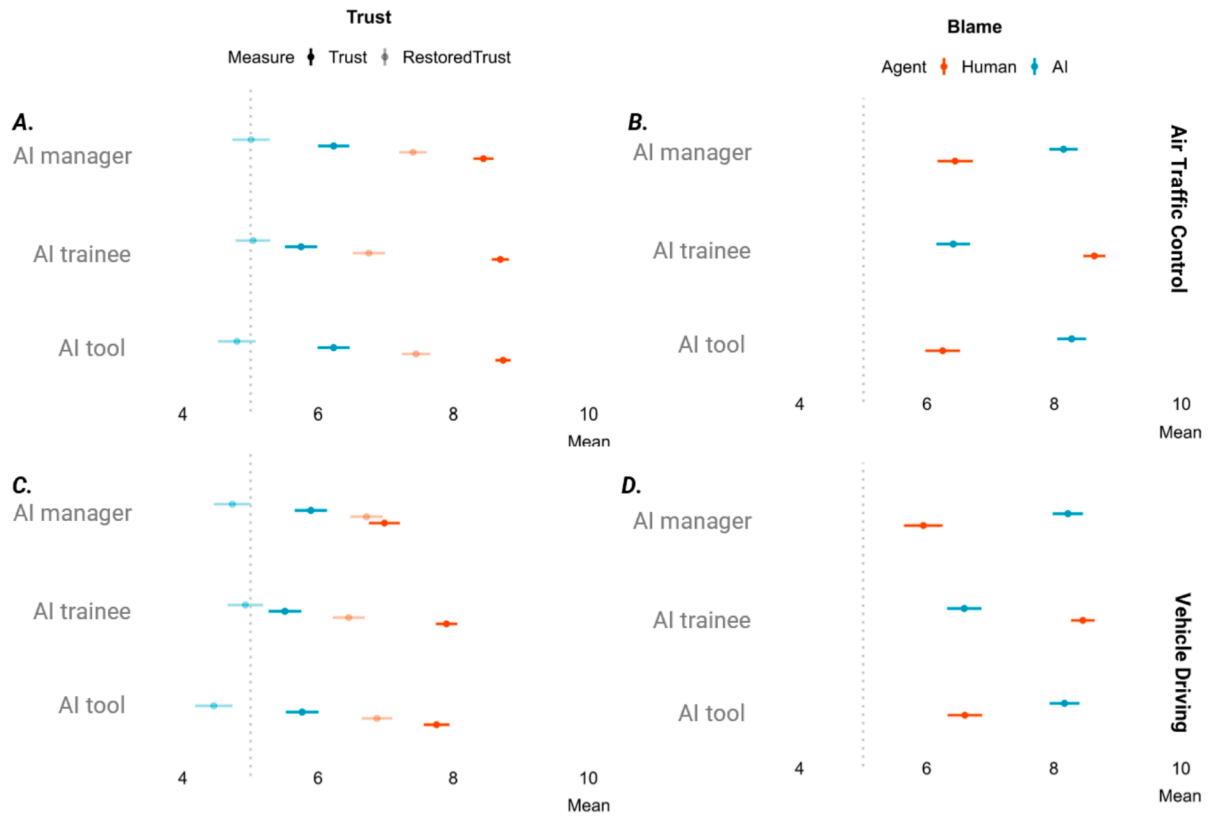 Trust
Measure Trust RestoredTrust
Blame
Agent Human AI
A.
AI manager
AI trainee
AI tool
4 6 8 10
Mean
B.
AI manager
AI trainee
AI tool
4 6 8 10
Mean
Air Traffic Control
C.
AI manager
AI trainee
AI tool
4 6 8 10
Mean
D.
AI manager
AI trainee
AI tool
4 6 8 10
Mean
Vehicle Driving